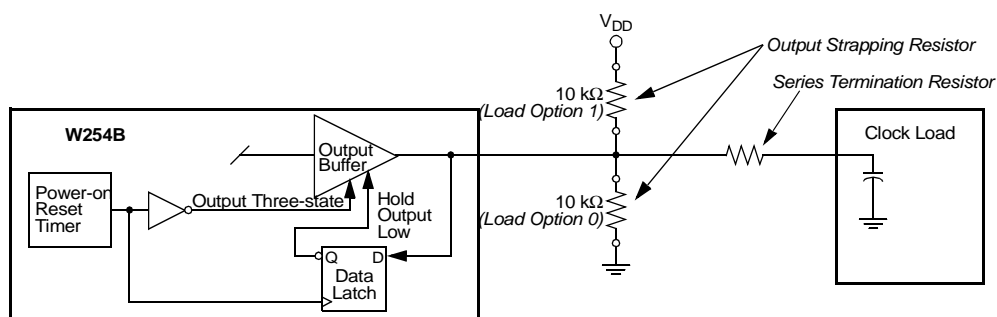 V_DD
Output Strapping Resistor
Series Termination Resistor
10 kΩ
(Load Option 1)
W254B
Output
Buffer
Clock Load
Power-on
Reset
Timer
Output Three-state
Hold
Output
Low
10 kΩ
(Load Option 0)
Q D
Data
Latch